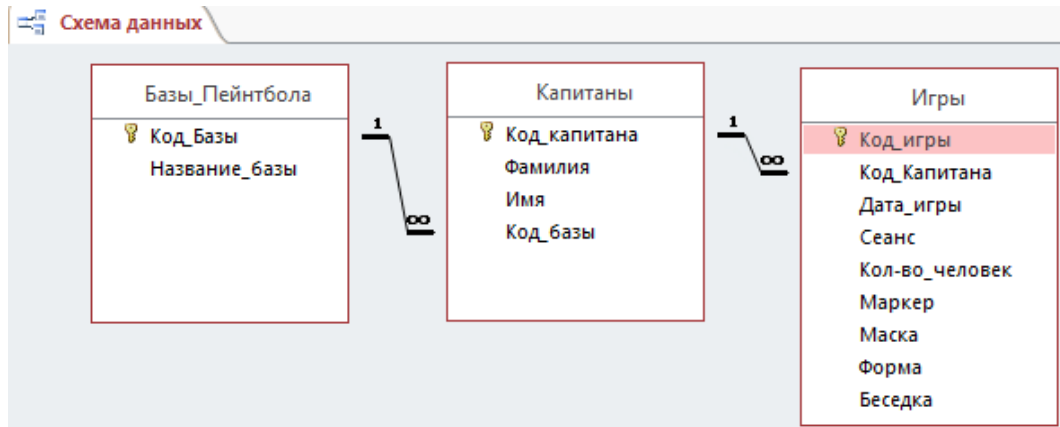 Схема данных
Базы_Пейнтбола
Код_Базы
Название_базы
1
∞
Капитаны
Код_капитана
Фамилия
Имя
Код_базы
1
∞
Игры
Код_игры
Код_Капитана
Дата_игры
Сеанс
Кол-во_человек
Маркер
Маска
Форма
Беседка